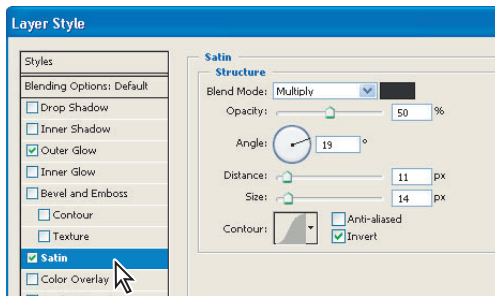 Layer Style
Styles
Blending Options: Default
Drop Shadow
Inner Shadow
Outer Glow
Inner Glow
Bevel and Emboss
Contour
Texture
Satin
Color Overlay
Satin
Structure
Blend Mode: Multiply
Opacity: 50 %
Angle: 19 °
Distance: 11 px
Size: 14 px
Contour: Anti-aliased
Invert